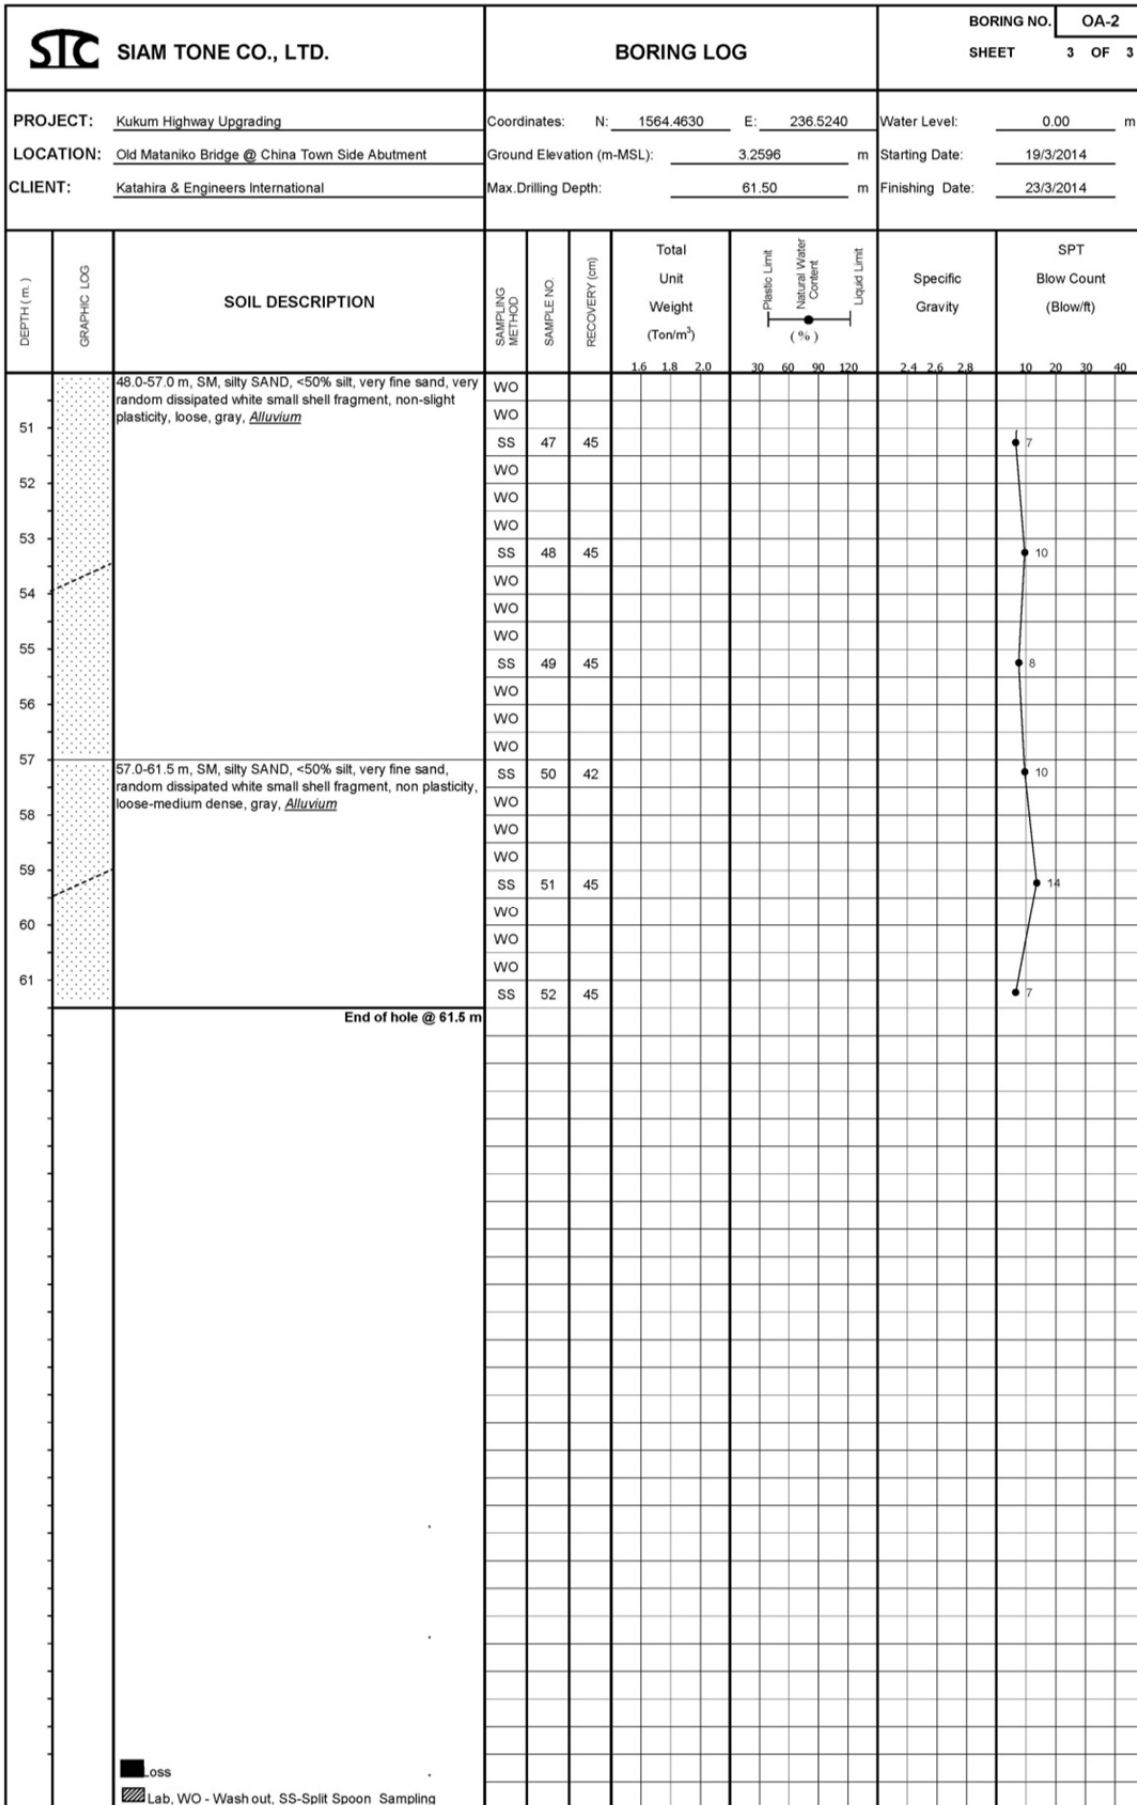 STC SIAM TONE CO., LTD.
BORING LOG
BORING NO. OA-2
SHEET 3 OF 3
PROJECT: Kukum Highway Upgrading
LOCATION: Old Mataniko Bridge @ China Town Side Abutment
CLIENT: Katahira & Engineers International
Coordinates: N: 1564.4630 E: 236.5240
Ground Elevation (m-MSL): 3.2596 m
Max.Drilling Depth: 61.50 m
Water Level: 0.00 m
Starting Date: 19/3/2014
Finishing Date: 23/3/2014
DEPTH ( m. )
GRAPHIC LOG
SOIL DESCRIPTION
SAMPLING METHOD
SAMPLE NO.
RECOVERY (cm)
Total
Unit
Weight
(Ton/m³)
1.6 1.8 2.0
Plastic Limit
Natural Water Content
Liquid Limit
( % )
30 60 90 120
Specific
Gravity
2.4 2.6 2.8
SPT
Blow Count
(Blow/ft)
10 20 30 40
48.0-57.0 m, SM, silty SAND, <50% silt, very fine sand, very
random dissipated white small shell fragment, non-slight
plasticity, loose, gray, Alluvium
WO
WO
51
SS 47 45 7
WO
52
WO
WO
53
SS 48 45 10
WO
54
WO
WO
55
SS 49 45 8
WO
56
WO
WO
57
57.0-61.5 m, SM, silty SAND, <50% silt, very fine sand,
random dissipated white small shell fragment, non plasticity,
loose-medium dense, gray, Alluvium
SS 50 42 10
WO
58
WO
WO
59
SS 51 45 14
WO
60
WO
WO
61
SS 52 45 7
End of hole @ 61.5 m
Loss
Lab, WO - Wash out, SS-Split Spoon Sampling